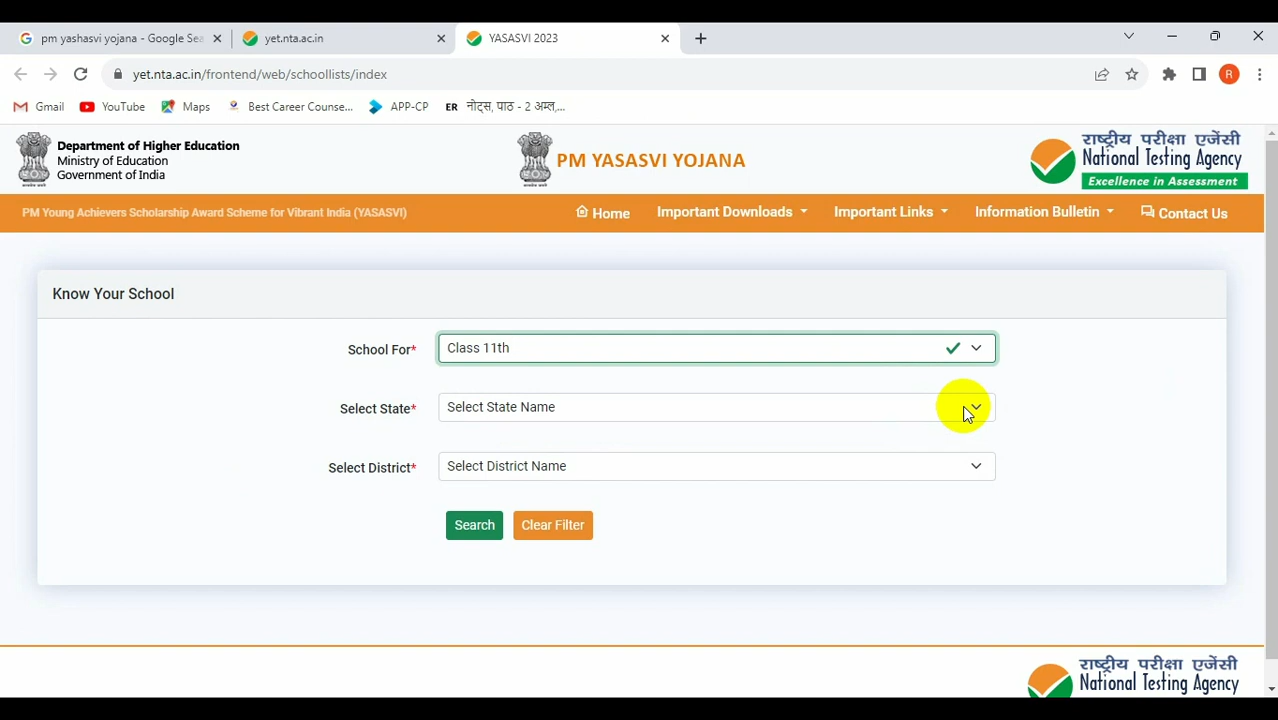 pm yashasvi yojana - Google Sea
yet.nta.ac.in
YASASVI 2023
yet.nta.ac.in/frontend/web/schoollists/index
R
Gmail
YouTube
Maps
Best Career Counse...
APP-CP
ER नोट्स, पाठ - 2 अम्ल,...
Department of Higher Education
Ministry of Education
Government of India
PM YASASVI YOJANA
राष्ट्रीय परीक्षा एजेंसी
National Testing Agency
Excellence in Assessment
PM Young Achievers Scholarship Award Scheme for Vibrant India (YASASVI)
Home
Important Downloads
Important Links
Information Bulletin
Contact Us
Know Your School
School For*
Class 11th
Select State*
Select State Name
Select District*
Select District Name
Search
Clear Filter
राष्ट्रीय परीक्षा एजेंसी
National Testing Agency